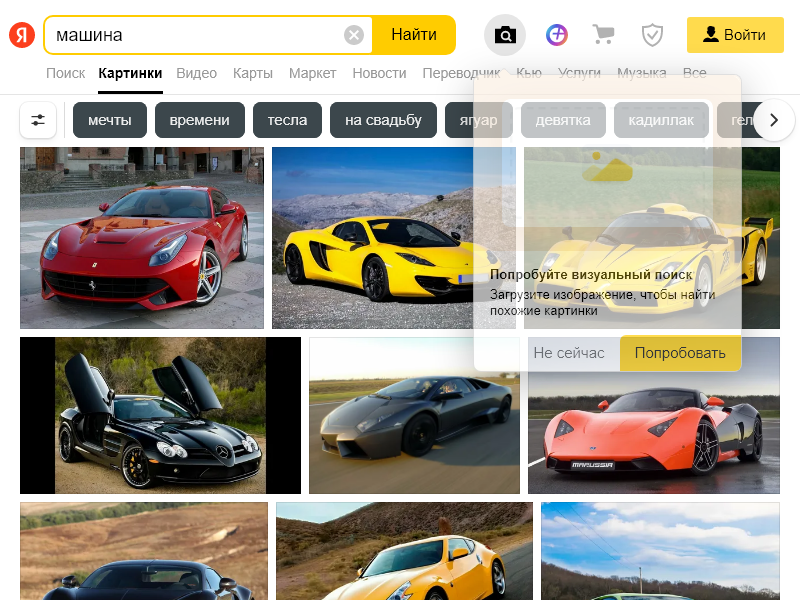 Я
машина
Найти
Войти
Поиск Картинки Видео Карты Маркет Новости Переводчик Кью Услуги Музыка Все
мечты времени тесла на свадьбу ягуар девятка кадиллак
Попробуйте визуальный поиск
Загрузите изображение, чтобы найти
похожие картинки
Не сейчас Попробовать
MARUSSIA